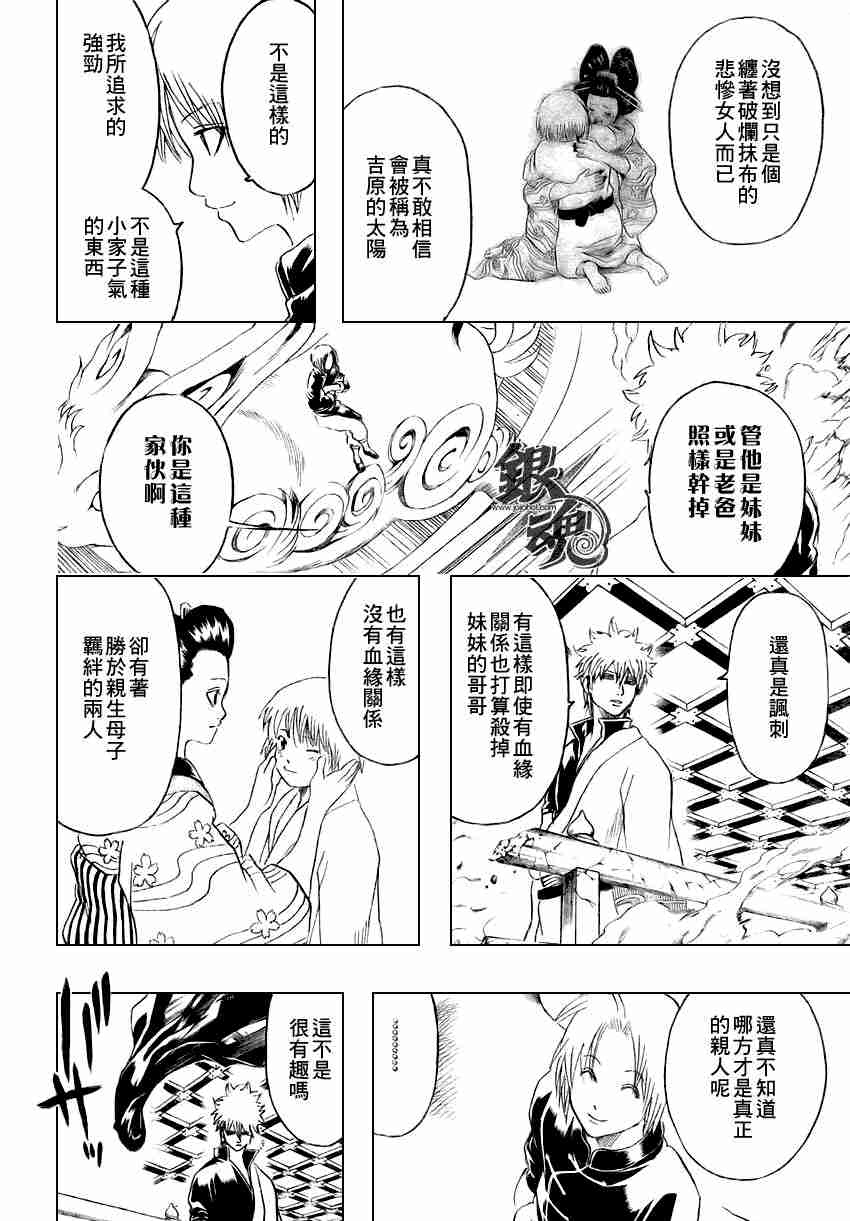 沒想到只是個
纏著破爛抹布的
悲慘女人而已
真不敢相信
會被稱為
吉原的太陽
不是這樣的
我所追求的
強勁
不是這種
小家子氣
的東西
管他是妹妹
或是老爸
照樣幹掉
你是這種
家伙啊
銀魂
www.jojohot.com
還真是諷刺
有這樣即使有血緣
關係也打算殺掉
妹妹的哥哥
也有這樣
沒有血緣關係
卻有著
勝於親生母子
羈絆的兩人
還真不知道
哪方才是真正
的親人呢
………
這不是
很有趣嗎